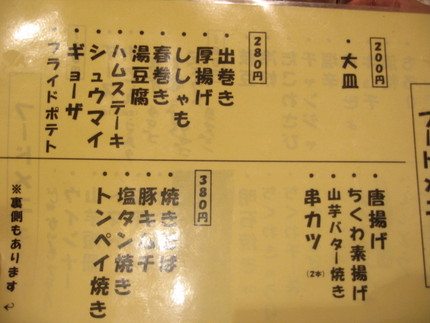 200円
・大皿
280円
・出巻き
・厚揚げ
・ししゃも
・春巻き
・湯豆腐
・ハムステーキ
・シュウマイ
・ギョーザ
・フライドポテト
・唐揚げ
・ちくわ素揚げ
・山芋バター焼き
・串カツ(2本)
380円
・焼きそば
・豚キムチ
・塩タン焼き
・トンペイ焼き
※裏側もあります